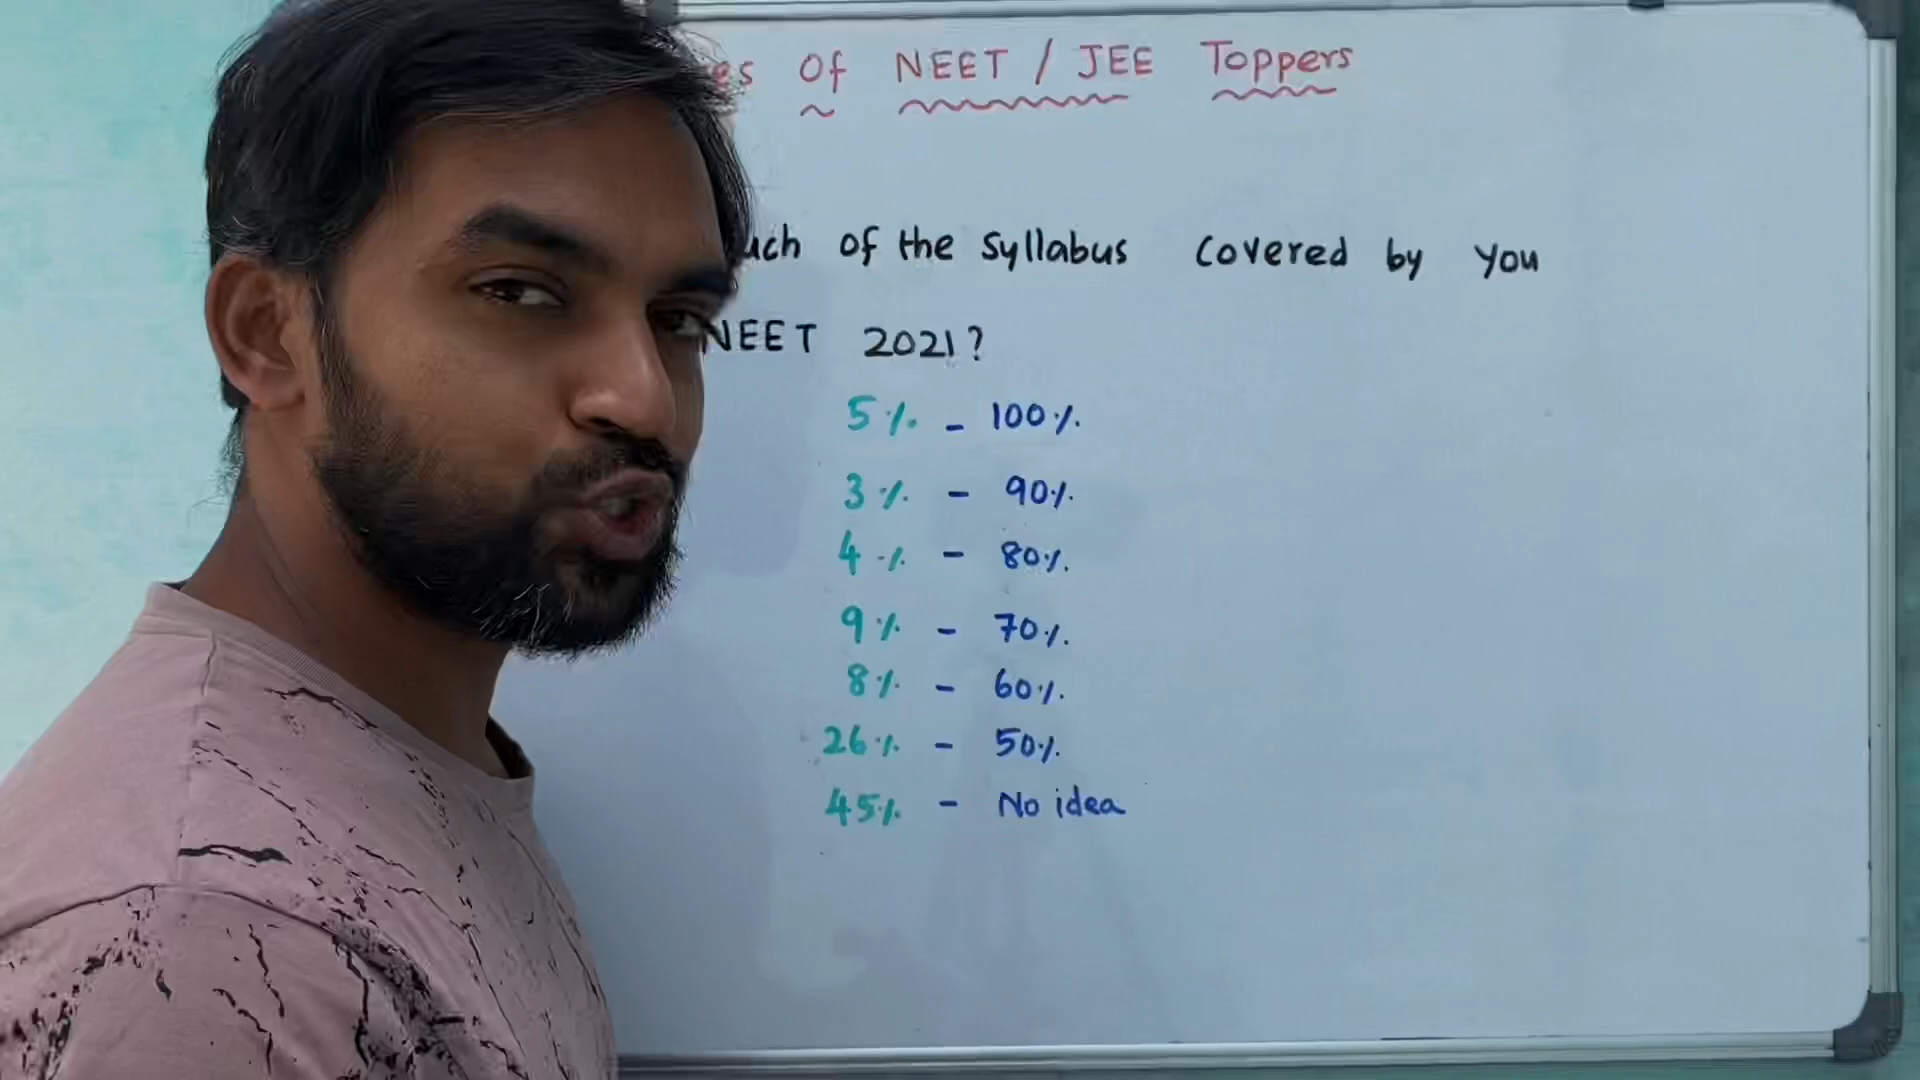 Of NEET / JEE Toppers
of the syllabus covered by you
NEET 2021?
5% - 100%
3% - 90%
4% - 80%
9% - 70%
8% - 60%
26% - 50%
45% - No idea